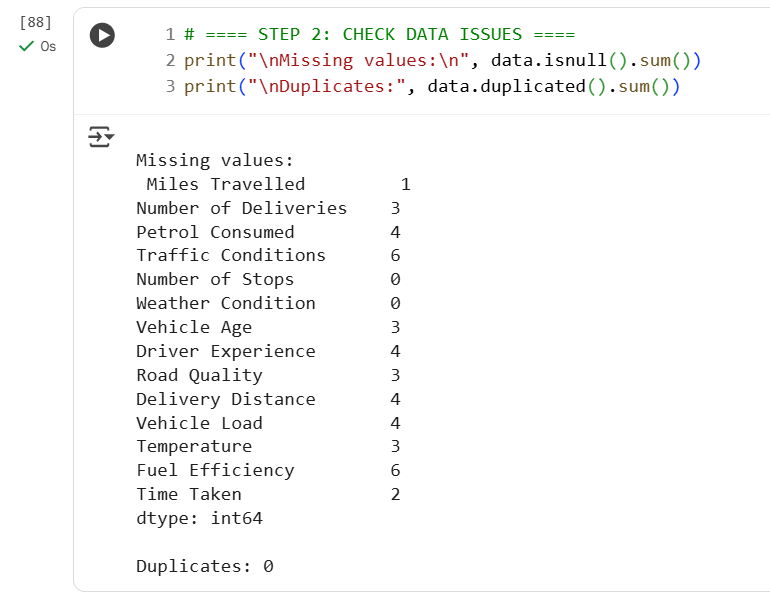 [88]
0s
1 # ==== STEP 2: CHECK DATA ISSUES ====
2 print("\nMissing values:\n", data.isnull().sum())
3 print("\nDuplicates:", data.duplicated().sum())
Missing values:
 Miles Travelled         1
Number of Deliveries    3
Petrol Consumed         4
Traffic Conditions      6
Number of Stops         0
Weather Condition       0
Vehicle Age             3
Driver Experience       4
Road Quality            3
Delivery Distance       4
Vehicle Load            4
Temperature             3
Fuel Efficiency         6
Time Taken              2
dtype: int64
Duplicates: 0